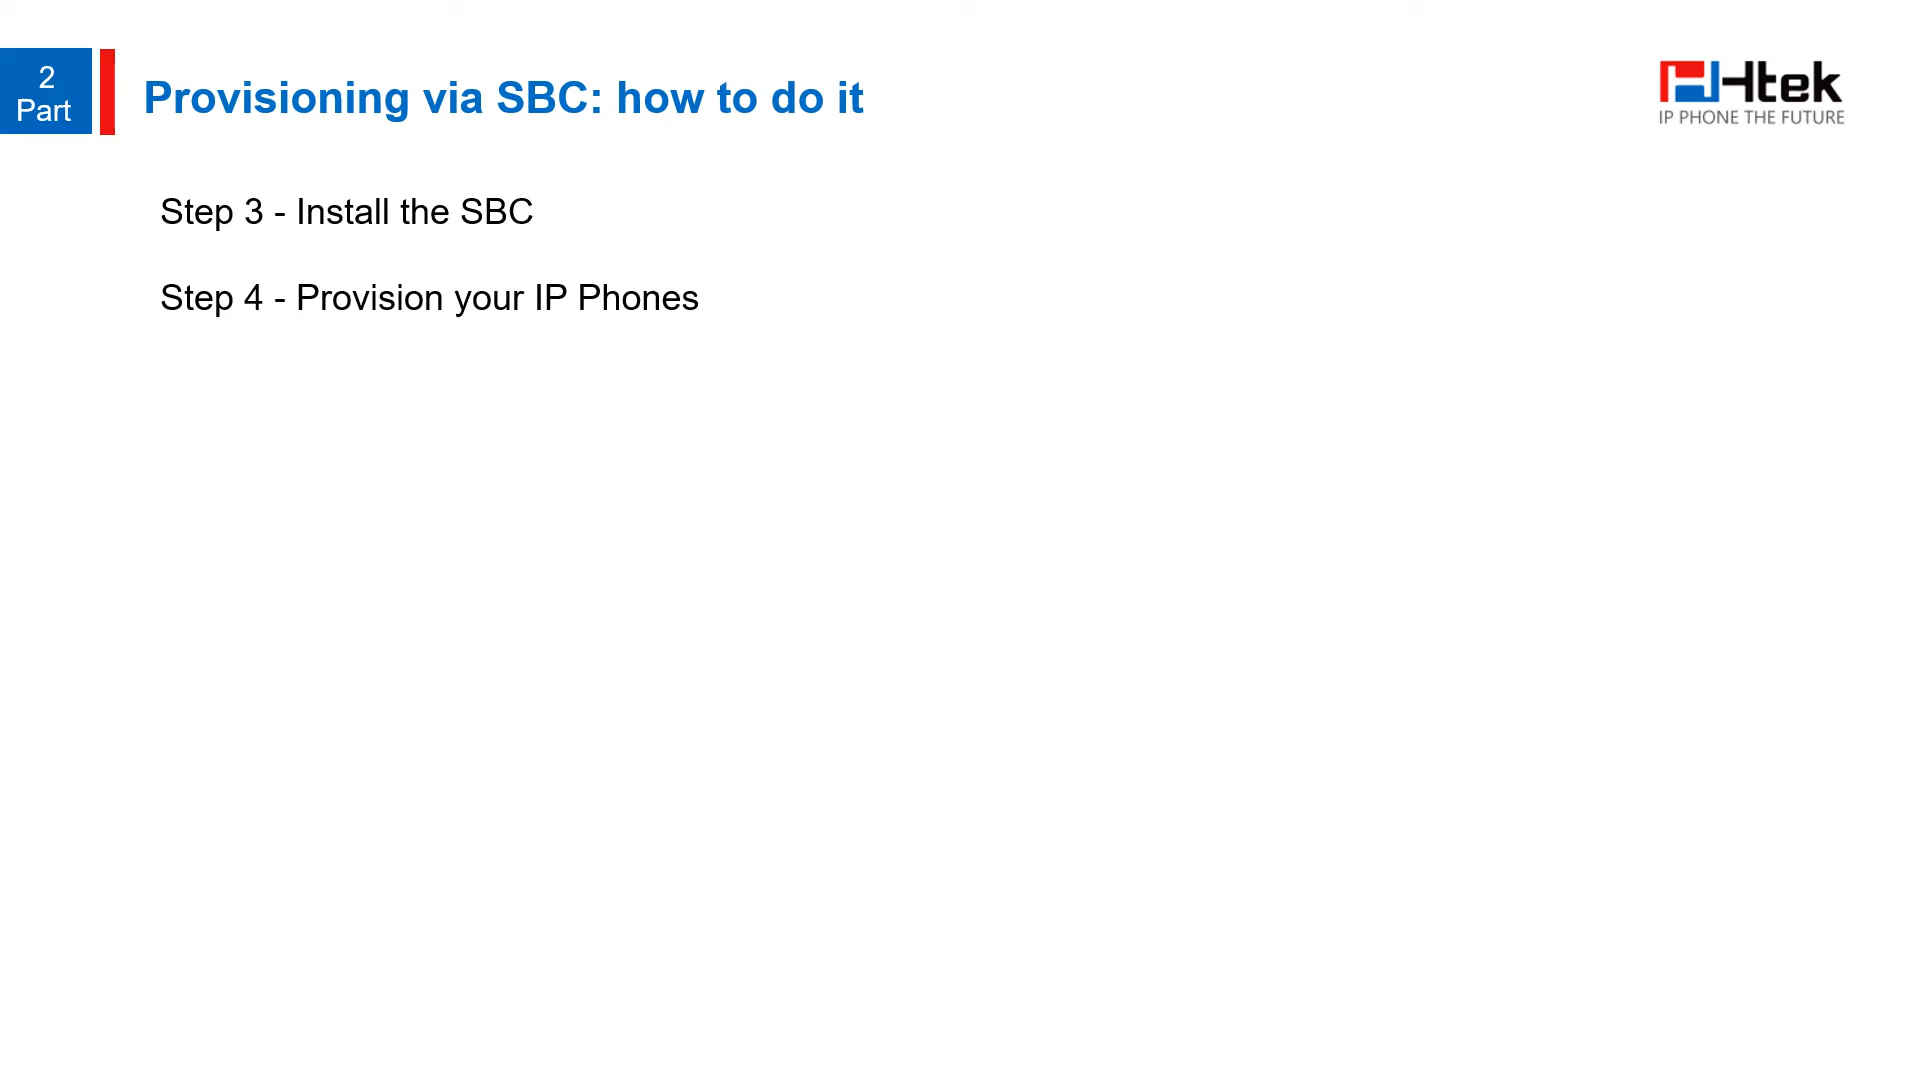 2
Part
Provisioning via SBC: how to do it
Htek
IP PHONE THE FUTURE
Step 3 - Install the SBC
Step 4 - Provision your IP Phones